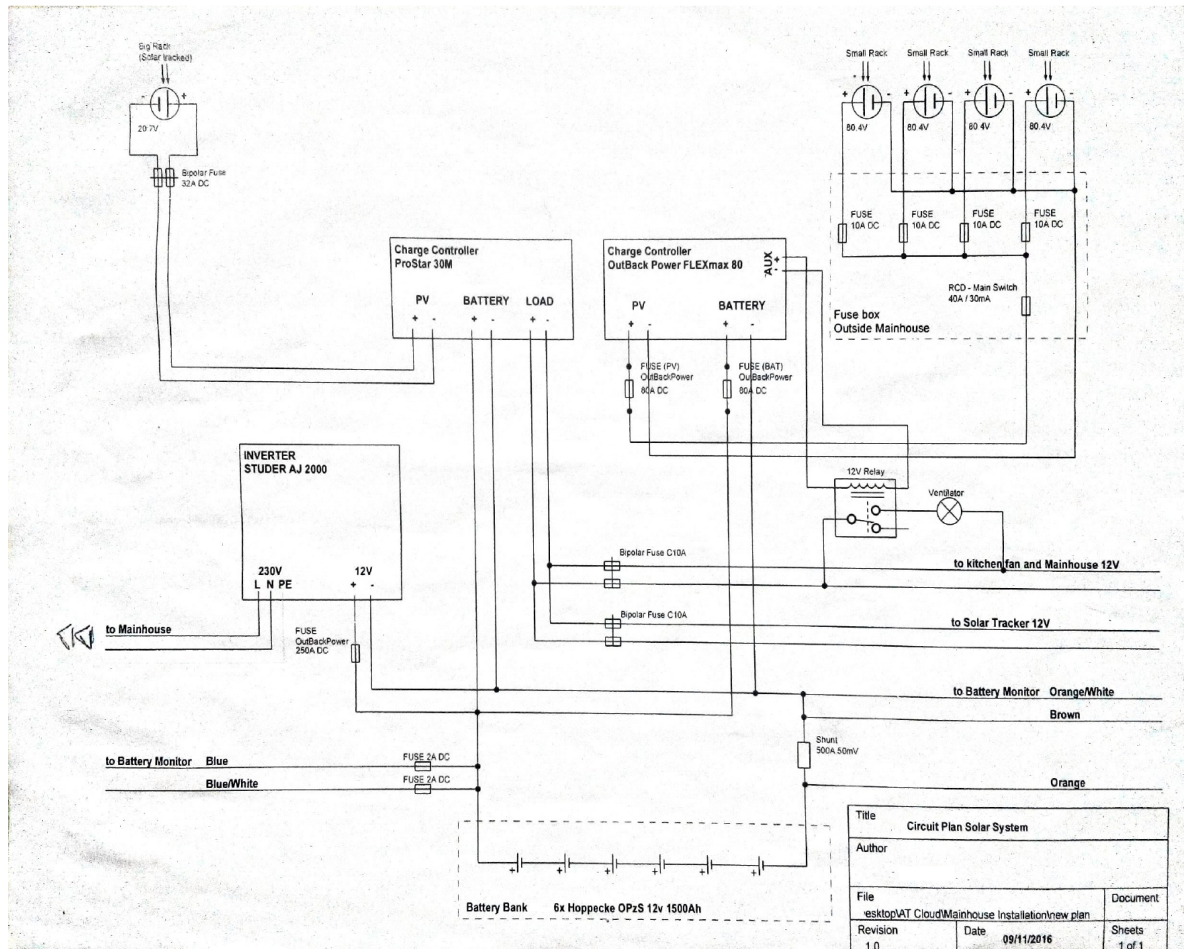 Big Rack
(Solar tracked)
- +
20.7V
Bipolar Fuse
32A DC
Small Rack Small Rack Small Rack Small Rack
+ - + - + - + -
80.4V 80.4V 80.4V 80.4V
FUSE
10A DC
FUSE
10A DC
FUSE
10A DC
FUSE
10A DC
RCD - Main Switch
40A / 30mA
Fuse box
Outside Mainhouse
Charge Controller
ProStar 30M
PV BATTERY LOAD
+ - + - + -
Charge Controller
OutBack Power FLEXmax 80
AUX
+
-
PV BATTERY
+ - + -
FUSE (PV)
OutBackPower
80A DC
FUSE (BAT)
OutBackPower
80A DC
INVERTER
STUDER AJ 2000
230V 12V
L N PE + -
12V Relay
Ventilator
Bipolar Fuse C10A
to kitchen fan and Mainhouse 12V
Bipolar Fuse C10A
to Solar Tracker 12V
to Mainhouse
FUSE
OutBackPower
250A DC
to Battery Monitor Orange/White
Brown
Shunt
500A 50mV
Orange
to Battery Monitor Blue
FUSE 2A DC
Blue/White
FUSE 2A DC
+ + + + + +
Battery Bank 6x Hoppecke OPzS 12v 1500Ah
Title
Circuit Plan Solar System
Author
File
esktop\AT Cloud\Mainhouse Installation\new plan
Document
Revision
1.0
Date
09/11/2016
Sheets
1 of 1